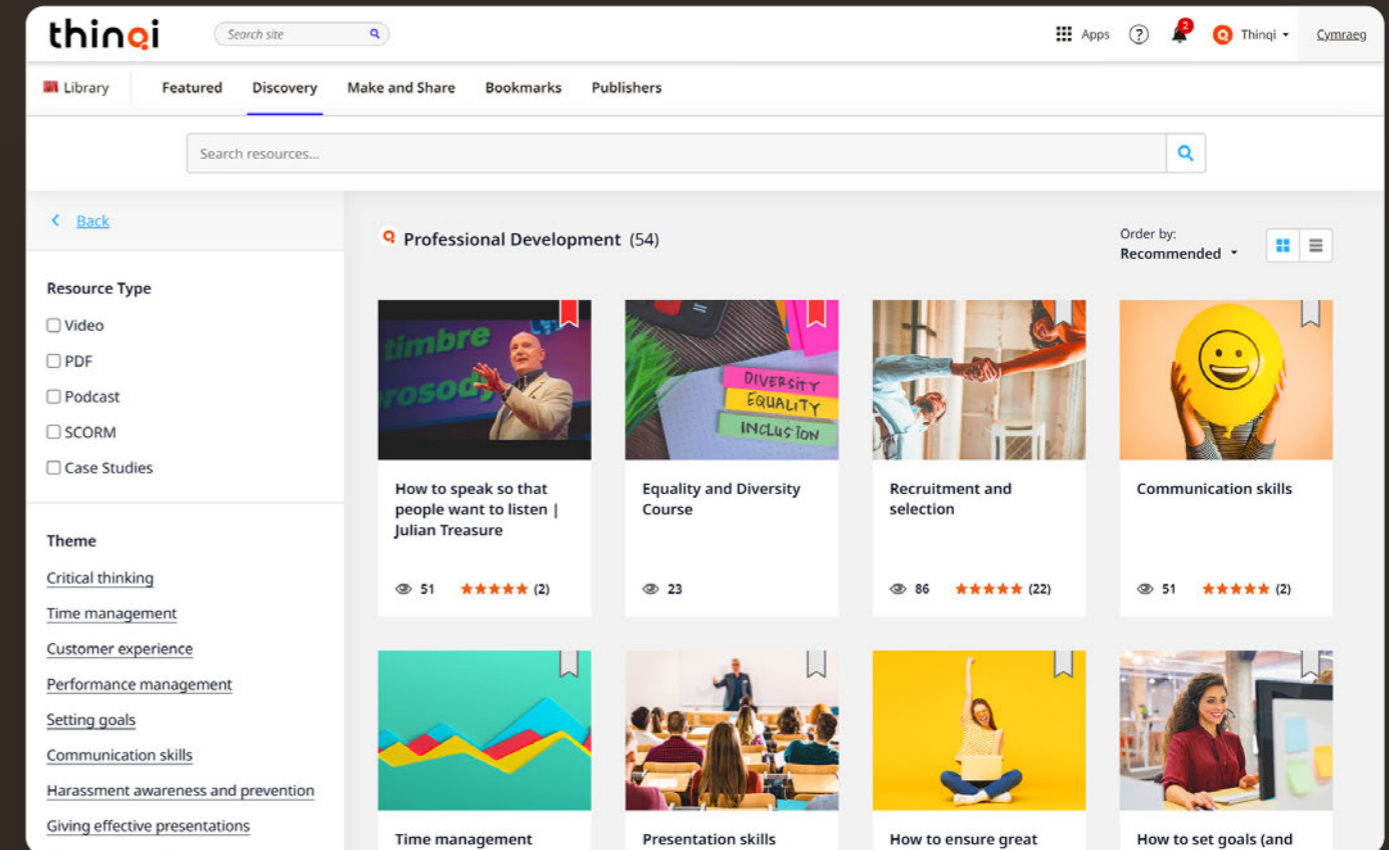 thinqi
Search site
Apps
?
2
Thinqi
Cymraeg
Library
Featured
Discovery
Make and Share
Bookmarks
Publishers
Search resources...
Back
Resource Type
Video
PDF
Podcast
SCORM
Case Studies
Theme
Critical thinking
Time management
Customer experience
Performance management
Setting goals
Communication skills
Harassment awareness and prevention
Giving effective presentations
Professional Development (54)
Order by:
Recommended
timbre
prosody
How to speak so that
people want to listen |
Julian Treasure
51
(2)
DIVERSITY
EQUALITY
INCLUSION
Equality and Diversity
Course
23
Recruitment and
selection
86
(22)
Communication skills
51
(2)
Time management
Presentation skills
How to ensure great
How to set goals (and